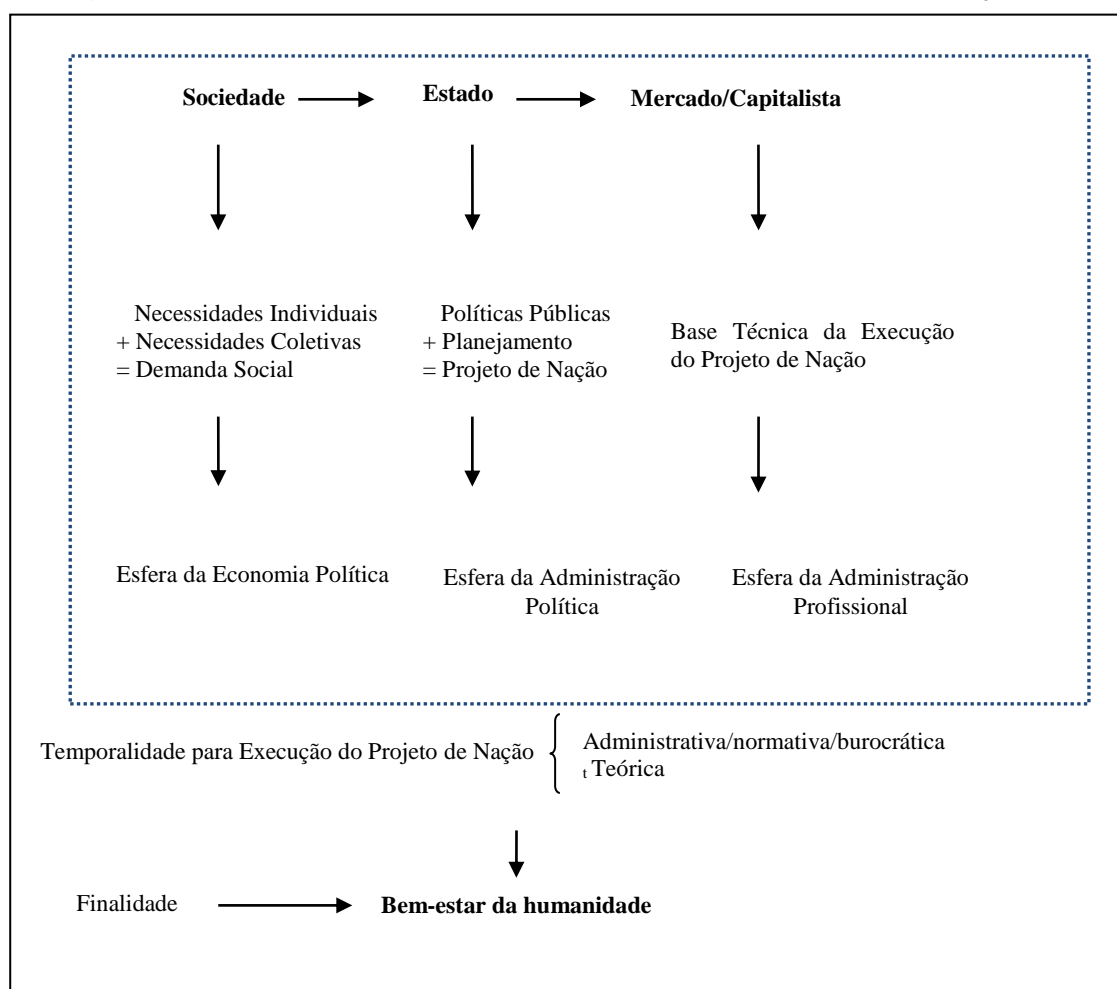 Sociedade Estado Mercado/Capitalista
Necessidades Individuais
+ Necessidades Coletivas
= Demanda Social
Políticas Públicas
+ Planejamento
= Projeto de Nação
Base Técnica da Execução
do Projeto de Nação
Esfera da Economia Política
Esfera da Administração
Política
Esfera da Administração
Profissional
Temporalidade para Execução do Projeto de Nação
Administrativa/normativa/burocrática
t Teórica
Finalidade Bem-estar da humanidade